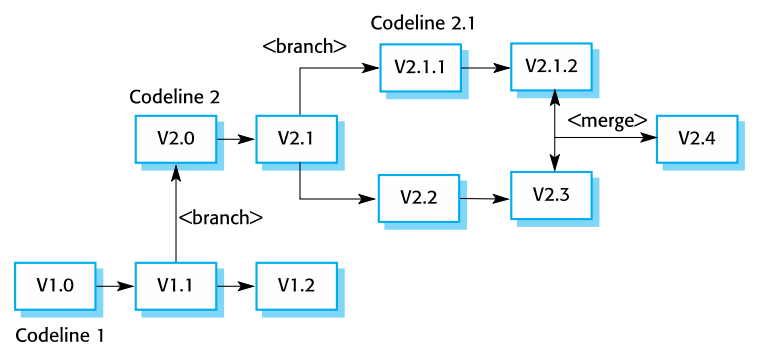 Codeline 2.1
<branch>
V2.1.1
V2.1.2
Codeline 2
<merge>
V2.0
V2.1
V2.4
V2.2
V2.3
<branch>
V1.0
V1.1
V1.2
Codeline 1